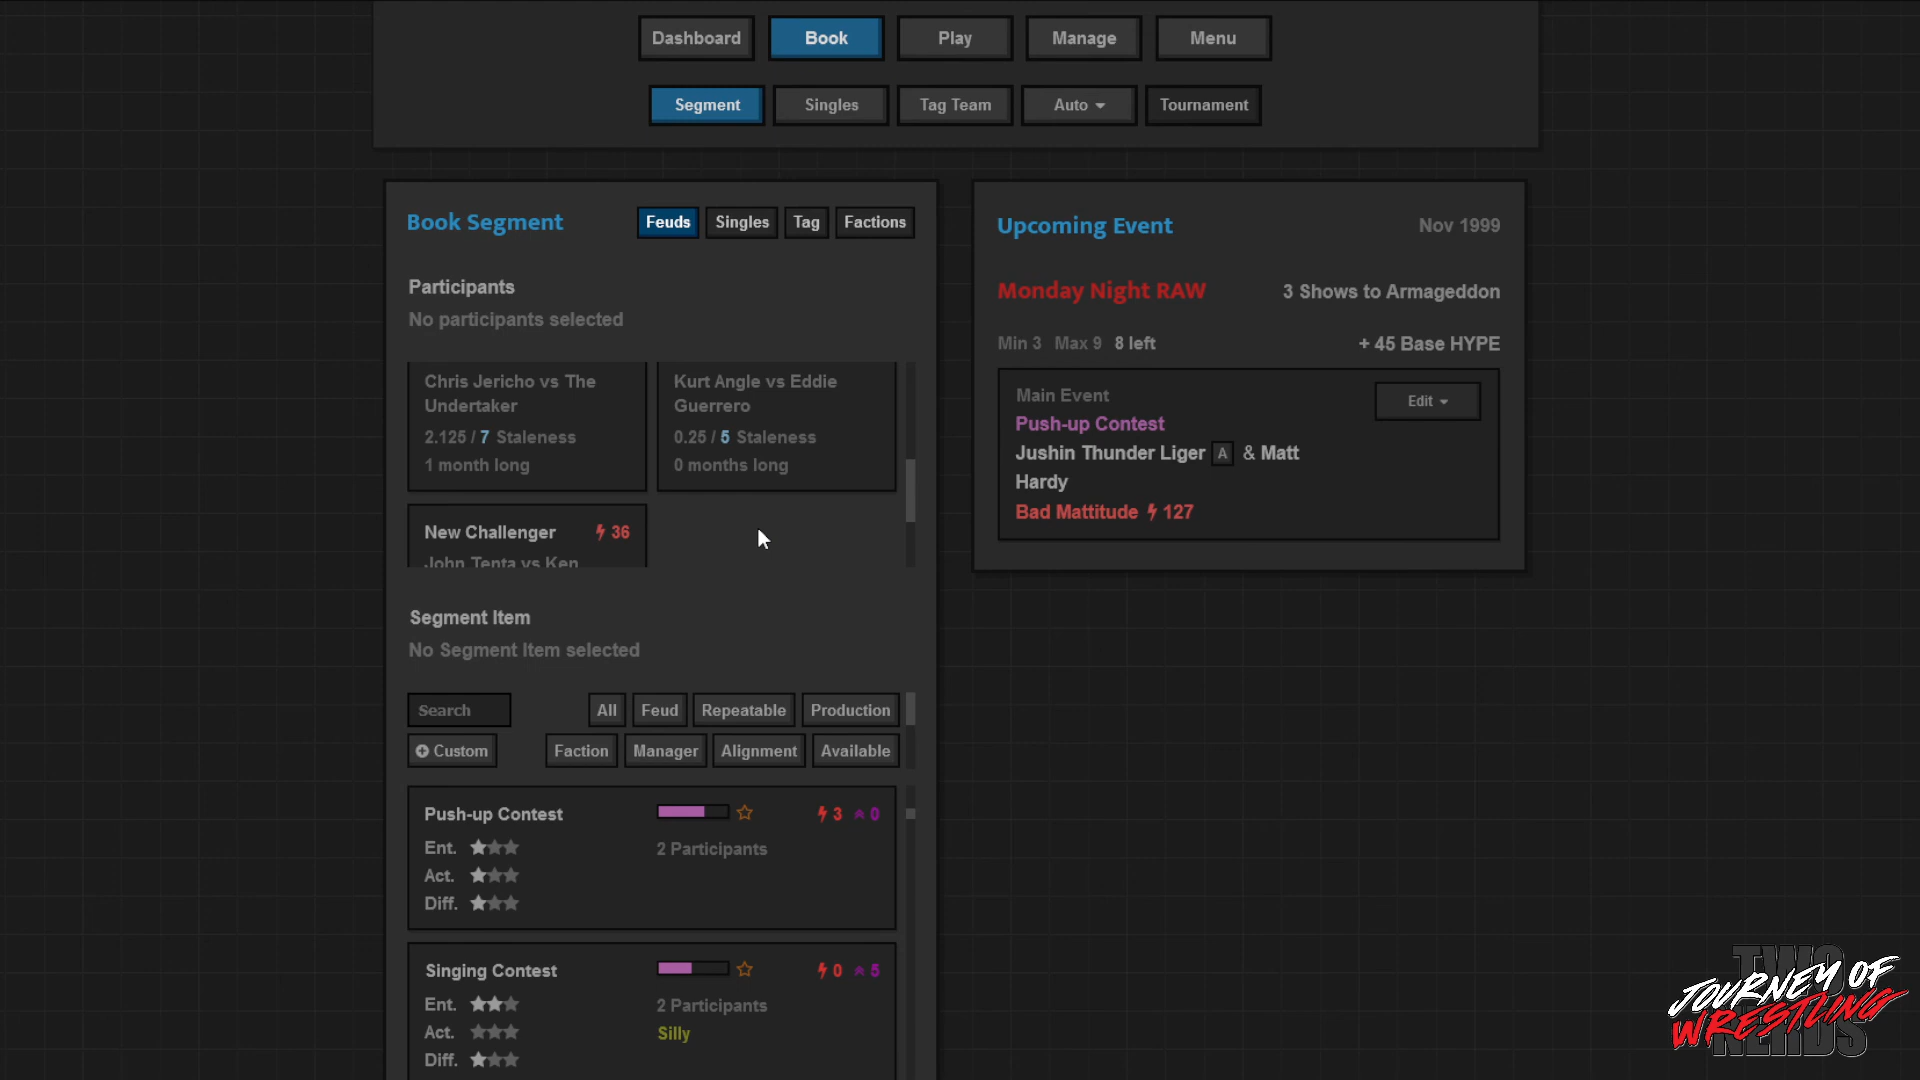 Dashboard Book Play Manage Menu
Segment Singles Tag Team Auto Tournament
Book Segment Feuds Singles Tag Factions
Participants
No participants selected
Chris Jericho vs The
Undertaker
2.125 / 7 Staleness
1 month long
Kurt Angle vs Eddie
Guerrero
0.25 / 5 Staleness
0 months long
New Challenger 36
John Tenta vs Ken
Segment Item
No Segment Item selected
Search All Feud Repeatable Production
Custom Faction Manager Alignment Available
Push-up Contest 3 0
Ent. 2 Participants
Act.
Diff.
Singing Contest 0 5
Ent. 2 Participants
Act. Silly
Diff.
Upcoming Event Nov 1999
Monday Night RAW 3 Shows to Armageddon
Min 3 Max 9 8 left + 45 Base HYPE
Main Event Edit
Push-up Contest
Jushin Thunder Liger A & Matt
Hardy
Bad Mattitude 127
TWO
JOURNEY OF
WRESTLING
NERDS